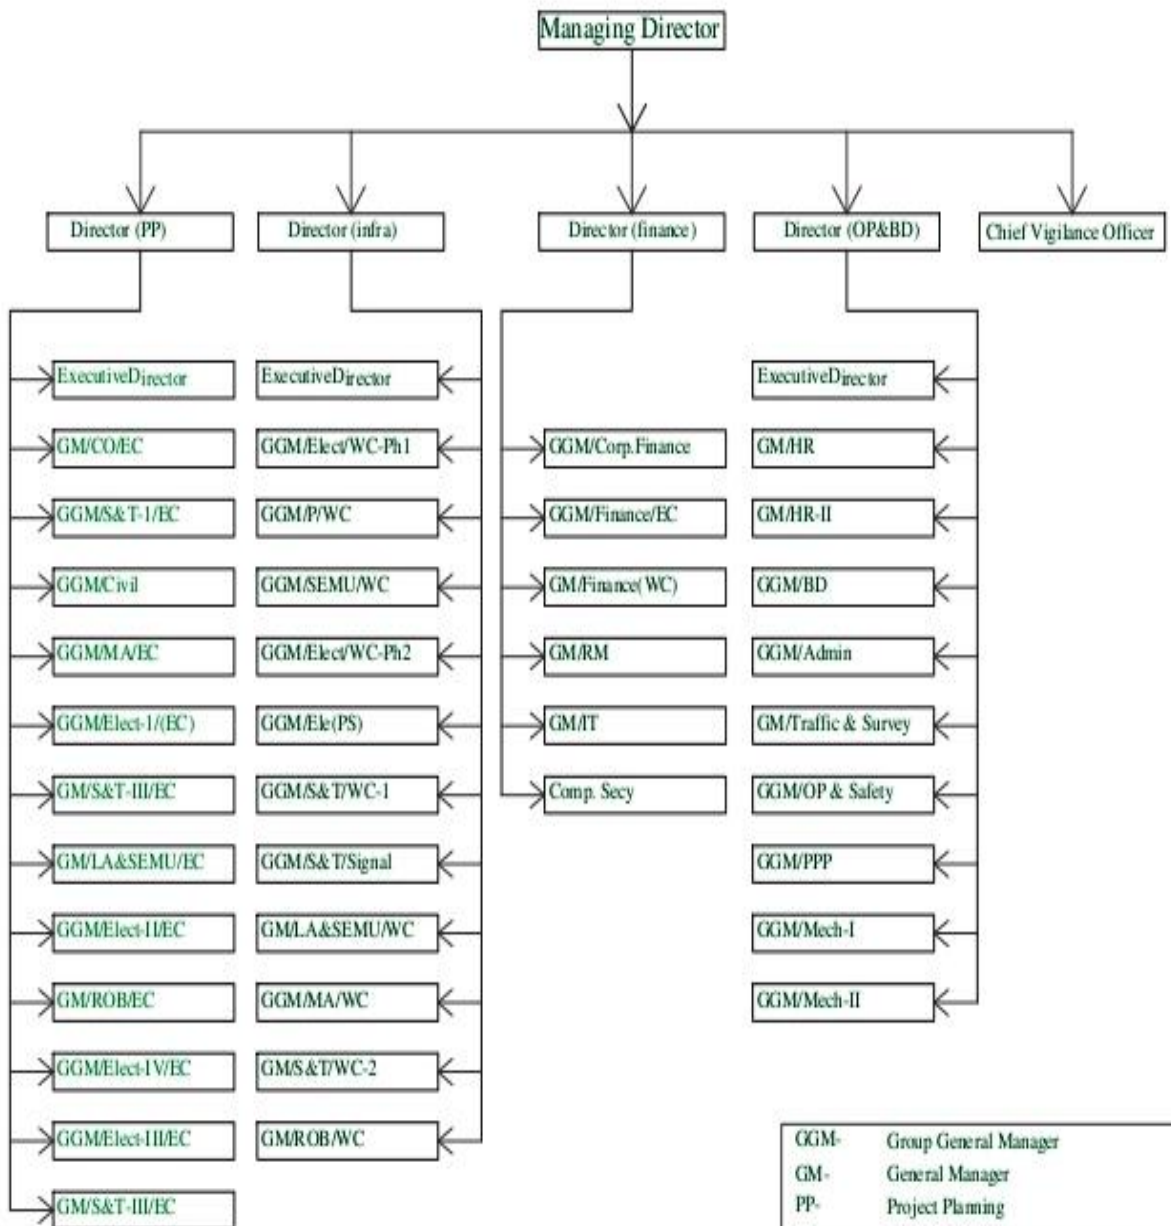 Managing Director
Director (PP)
Director (infra)
Director (finance)
Director (OP&BD)
Chief Vigilance Officer
ExecutiveDirector
GM/CO/EC
GGM/S&T-1/EC
GGM/Civil
GGM/MA/EC
GGM/Elect-1/(EC)
GM/S&T-III/EC
GM/LA&SEMU/EC
GGM/Elect-II/EC
GM/ROB/EC
GGM/Elect-IV/EC
GGM/Elect-III/EC
GM/S&T-III/EC
ExecutiveDirector
GGM/Elect/WC-Ph1
GGM/P/WC
GGM/SEMU/WC
GGM/Elect/WC-Ph2
GGM/Ele(PS)
GGM/S&T/WC-1
GGM/S&T/Signal
GM/LA&SEMU/WC
GGM/MA/WC
GM/S&T/WC-2
GM/ROB/WC
GGM/Corp.Finance
GGM/Finance/EC
GM/Finance(WC)
GM/RM
GM/IT
Comp. Secy
ExecutiveDirector
GM/HR
GM/HR-II
GGM/BD
GGM/Admin
GM/Traffic & Survey
GGM/OP & Safety
GGM/PPP
GGM/Mech-I
GGM/Mech-II
GGM- Group General Manager
GM- General Manager
PP- Project Planning